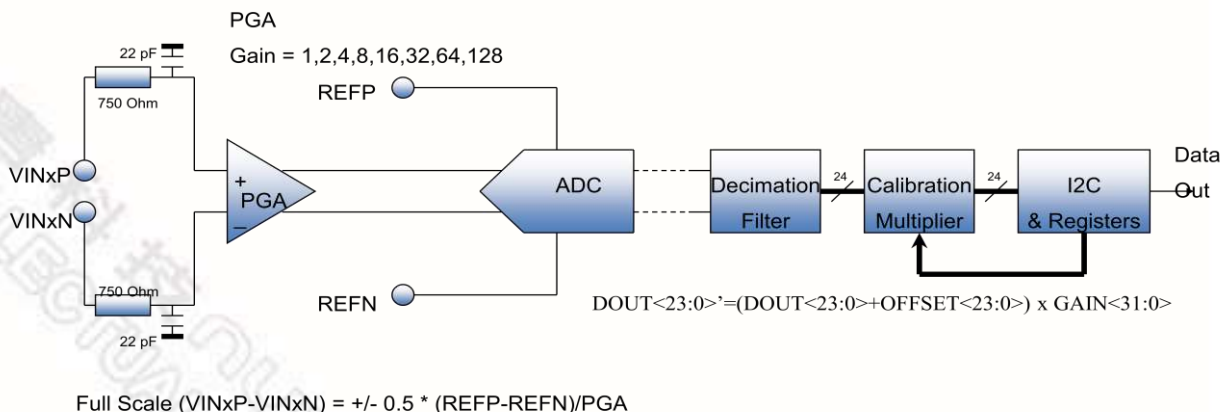 PGA
Gain = 1,2,4,8,16,32,64,128
22 pF
750 Ohm
REFP
VINxP
VINxN
+
PGA
–
ADC
Decimation
Filter
24
Calibration
Multiplier
24
I2C
& Registers
Data
Out
750 Ohm
22 pF
REFN
DOUT<23:0>’=(DOUT<23:0>+OFFSET<23:0>) x GAIN<31:0>
Full Scale (VINxP-VINxN) = +/- 0.5 * (REFP-REFN)/PGA